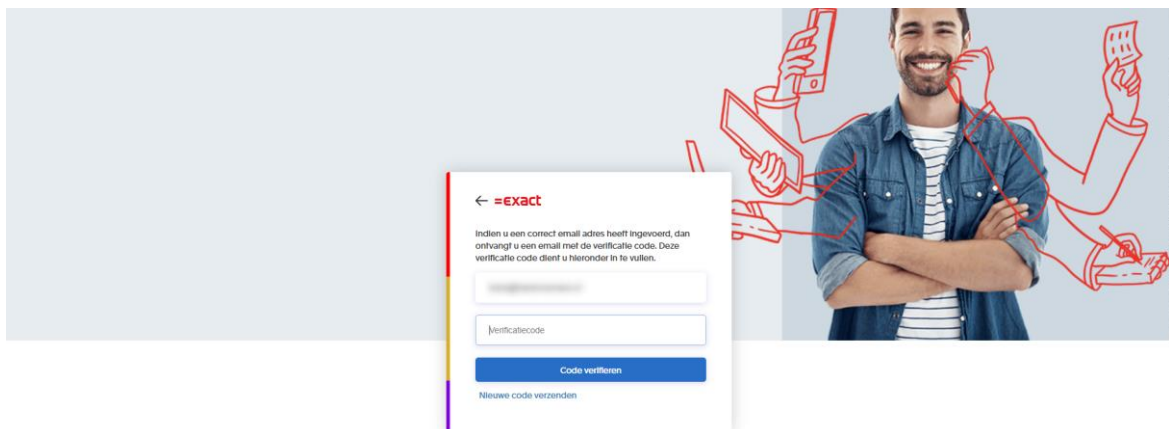 ← =exact
Indien u een correct email adres heeft ingevoerd, dan
ontvangt u een email met de verificatie code. Deze
verificatie code dient u hieronder in te vullen.
Verificatiecode
Code verifieren
Nieuwe code verzenden